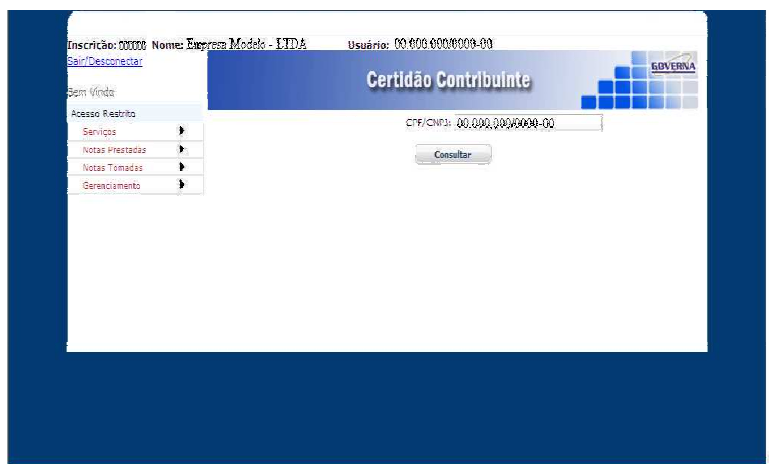 Inscrição: 000000 Nome: Empresa Modelo - LTDA Usuário: 00.000.000/0000-00
Sair/Desconectar
GOVERNA
Certidão Contribuinte
Bem Vindo
Acesso Restrito
CPF/CNPJ: 00.000.000/0000-00
Serviços
Notas Prestadas
Consultar
Notas Tomadas
Gerenciamento